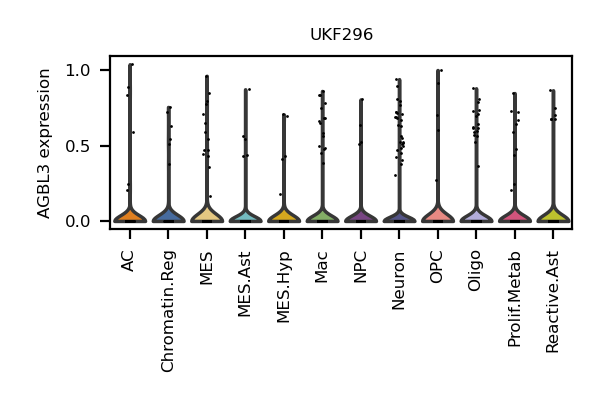 UKF296
AGBL3 expression
1.0
0.5
0.0
AC
Chromatin.Reg
MES
MES.Ast
MES.Hyp
Mac
NPC
Neuron
OPC
Oligo
Prolif.Metab
Reactive.Ast